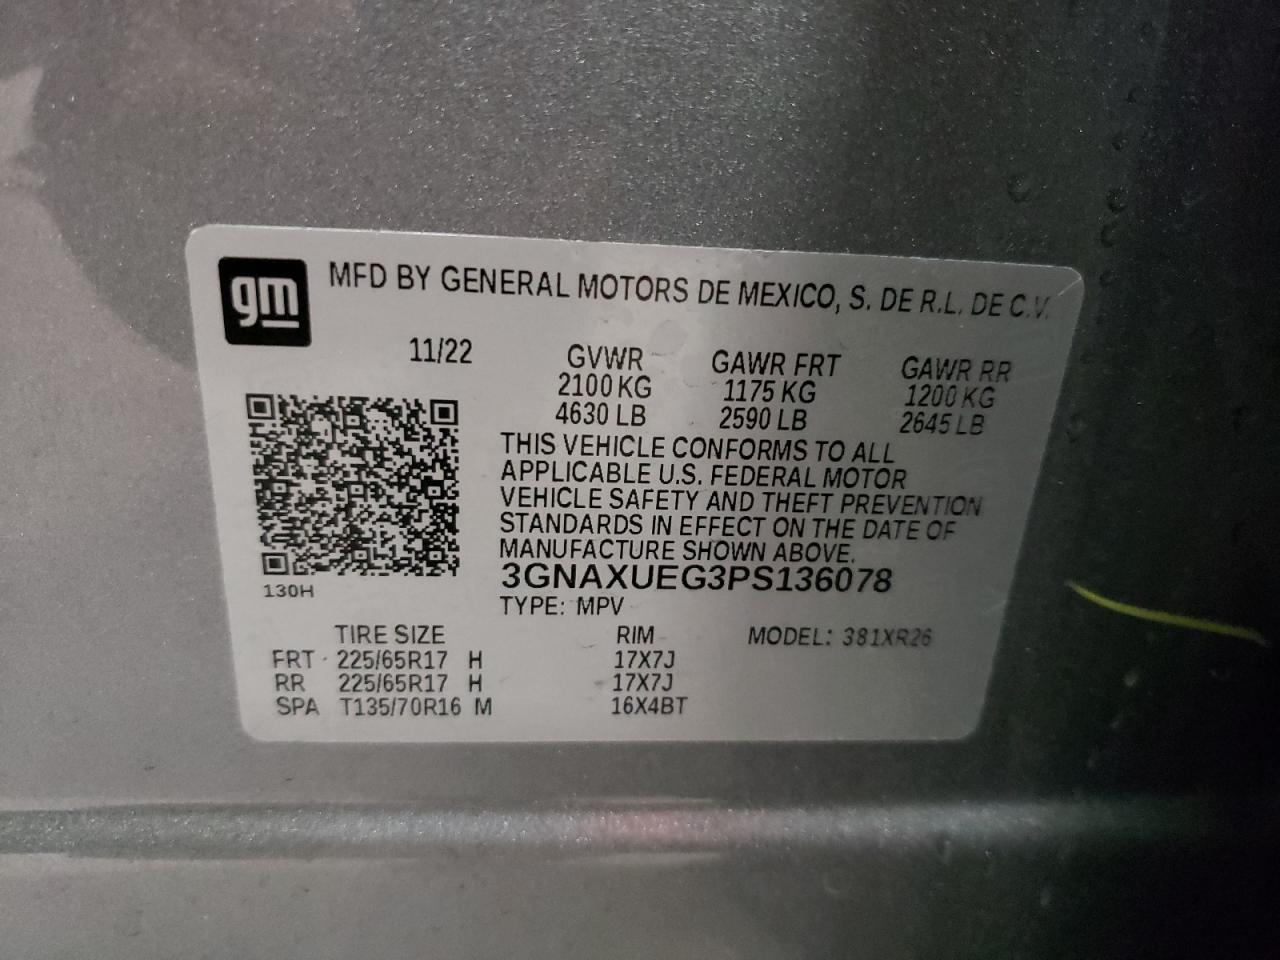 gm
MFD BY GENERAL MOTORS DE MEXICO, S. DE R.L. DE C.V.
11/22 GVWR GAWR FRT GAWR RR
2100 KG 1175 KG 1200 KG
4630 LB 2590 LB 2645 LB
THIS VEHICLE CONFORMS TO ALL
APPLICABLE U.S. FEDERAL MOTOR
VEHICLE SAFETY AND THEFT PREVENTION
STANDARDS IN EFFECT ON THE DATE OF
MANUFACTURE SHOWN ABOVE.
3GNAXUEG3PS136078
130H
TYPE: MPV
TIRE SIZE RIM MODEL: 381XR26
FRT 225/65R17 H 17X7J
RR 225/65R17 H 17X7J
SPA T135/70R16 M 16X4BT